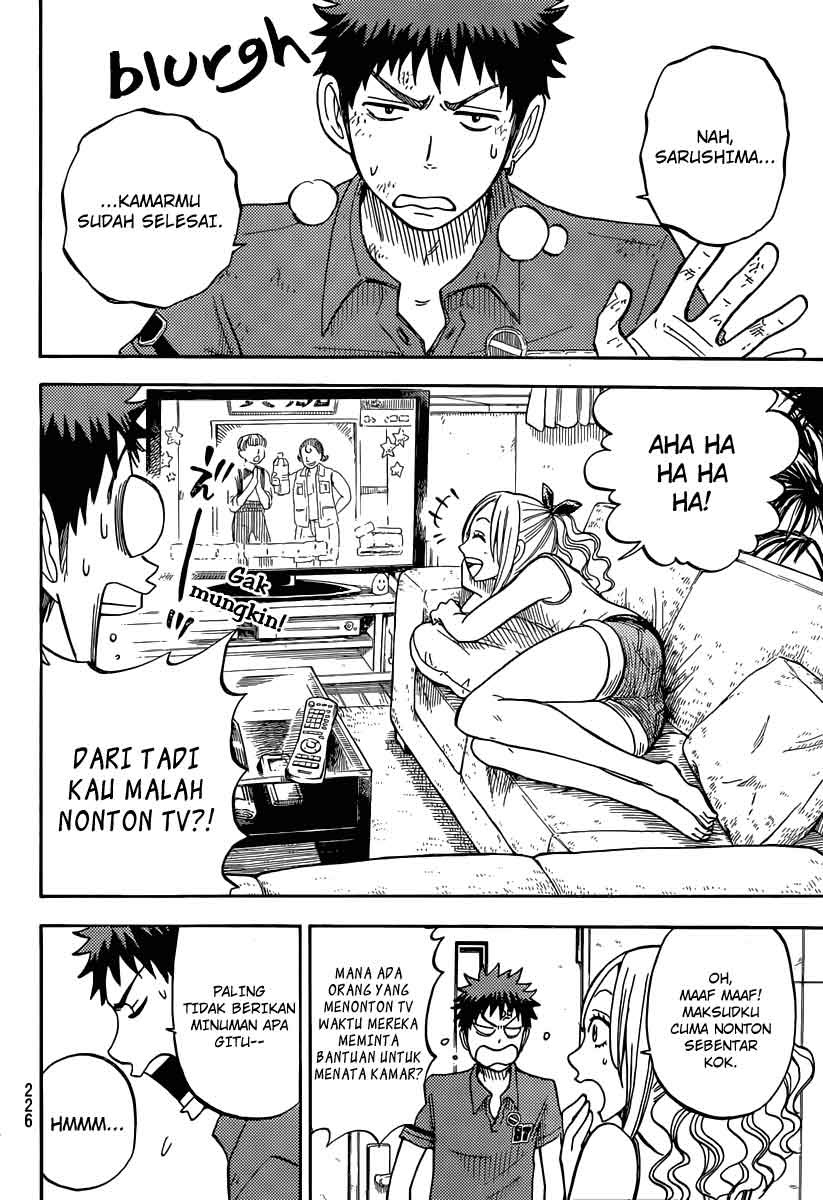 blurgh
NAH,
SARUSHIMA...
...KAMARMU
SUDAH SELESAI.
AHA HA
HA HA
HA!
Gak
mungkin!
DARI TADI
KAU MALAH
NONTON TV?!
OH,
MAAF MAAF!
MAKSUDKU
CUMA NONTON
SEBENTAR
KOK.
MANA ADA
ORANG YANG
MENONTON TV
WAKTU MEREKA
MEMINTA
BANTUAN UNTUK
MENATA KAMAR?
PALING
TIDAK BERIKAN
MINUMAN APA
GITU--
HMMM...
226